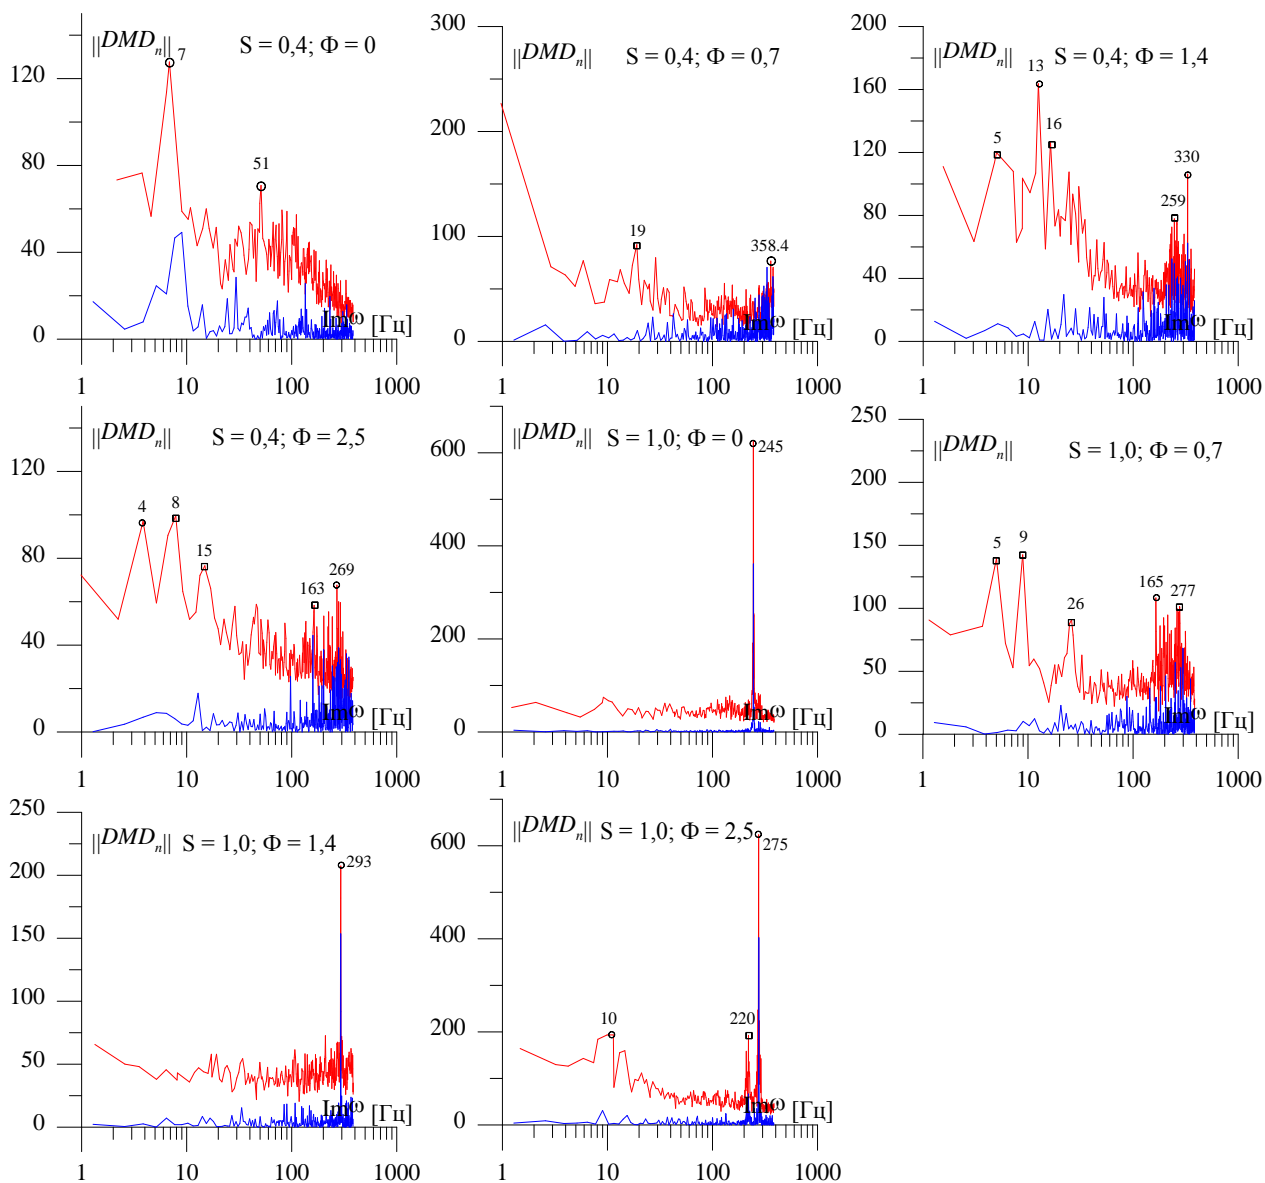 ||DMDn|| 7 S = 0,4; Φ = 0
51
120
80
40
0
Imω [Гц]
1 10 100 1000
300
||DMDn|| S = 0,4; Φ = 0,7
200
100
19
358.4
0
Imω [Гц]
1 10 100 1000
200
||DMDn|| S = 0,4; Φ = 1,4
13
160
16
5
120
330
259
80
40
0
Imω [Гц]
1 10 100 1000
||DMDn|| S = 0,4; Φ = 2,5
120
4 8
15
80
163 269
40
0
Imω [Гц]
1 10 100 1000
||DMDn|| S = 1,0; Φ = 0
600 245
400
200
0
Imω [Гц]
1 10 100 1000
250
||DMDn|| S = 1,0; Φ = 0,7
200
150
5 9
165 277
26
100
50
0
Imω [Гц]
1 10 100 1000
250
||DMDn|| S = 1,0; Φ = 1,4
293
200
150
100
50
0
Imω [Гц]
1 10 100 1000
||DMDn|| S = 1,0; Φ = 2,5
275
600
400
10 220
200
0
Imω [Гц]
1 10 100 1000